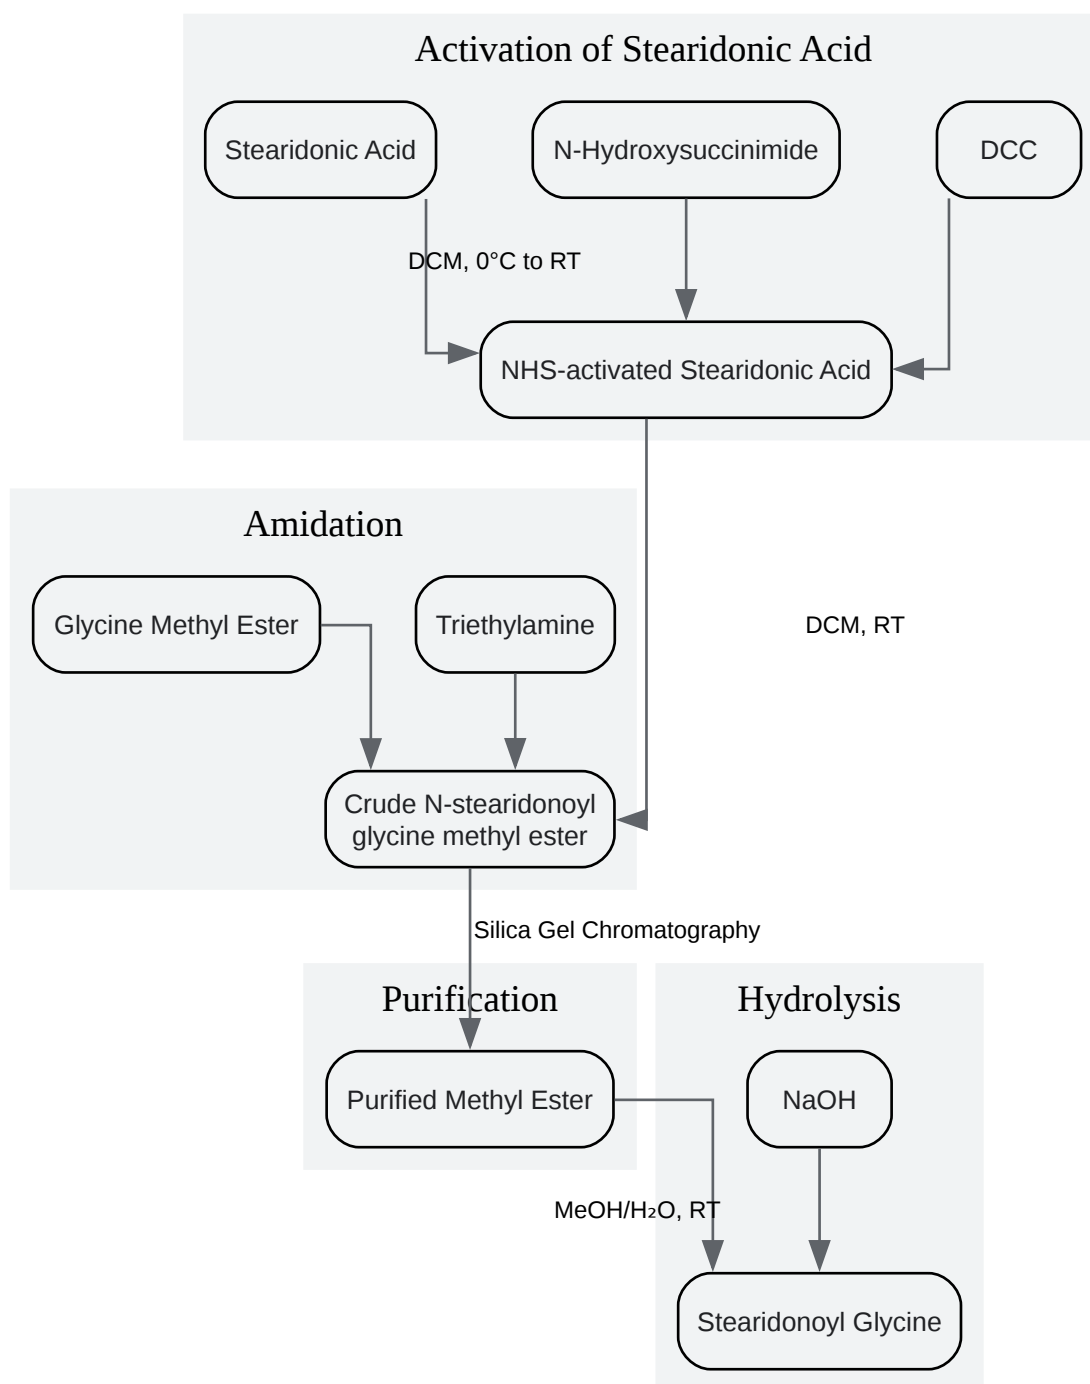 Activation of Stearidonic Acid
Stearidonic Acid
N-Hydroxysuccinimide
DCC
DCM, 0°C to RT
NHS-activated Stearidonic Acid
Amidation
Glycine Methyl Ester
Triethylamine
DCM, RT
Crude N-stearidonoyl
glycine methyl ester
Silica Gel Chromatography
Purification
Hydrolysis
Purified Methyl Ester
NaOH
MeOH/H₂O, RT
Stearidonoyl Glycine